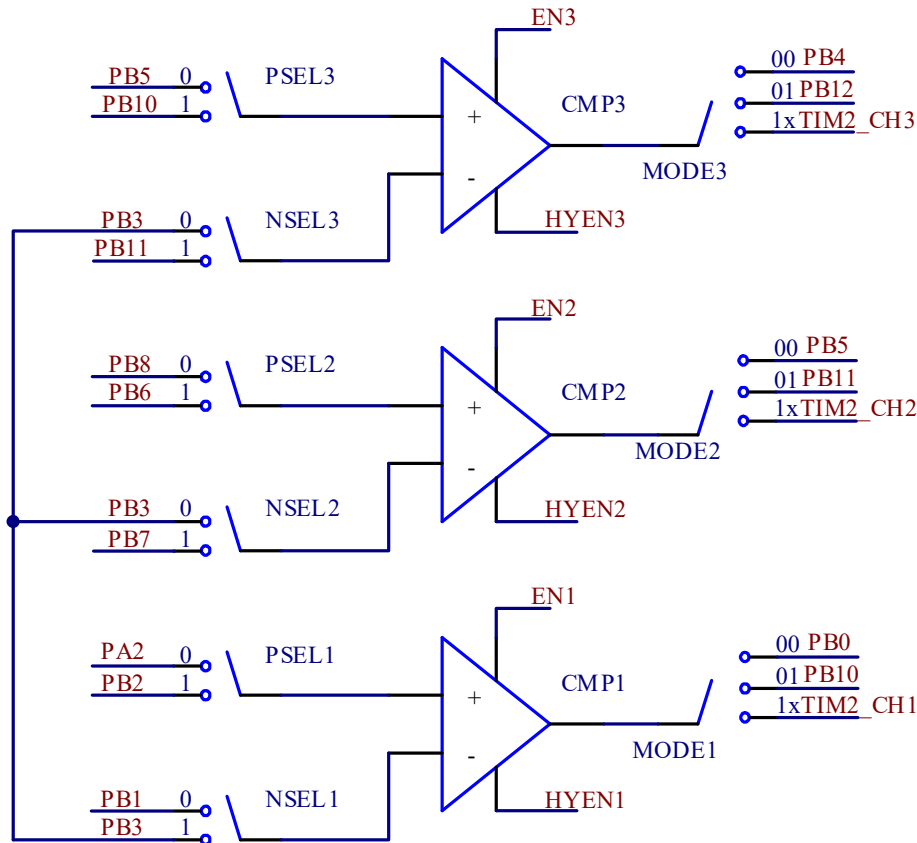 EN3
PB5 0 PSEL3
PB10 1
CMP3
+
-
00 PB4
01 PB12
1x TIM2_CH3
MODE3
PB3 0 NSEL3
PB11 1
HYEN3
EN2
PB8 0 PSEL2
PB6 1
CMP2
+
-
00 PB5
01 PB11
1x TIM2_CH2
MODE2
PB3 0 NSEL2
PB7 1
HYEN2
EN1
PA2 0 PSEL1
PB2 1
CMP1
+
-
00 PB0
01 PB10
1x TIM2_CH1
MODE1
PB1 0 NSEL1
PB3 1
HYEN1